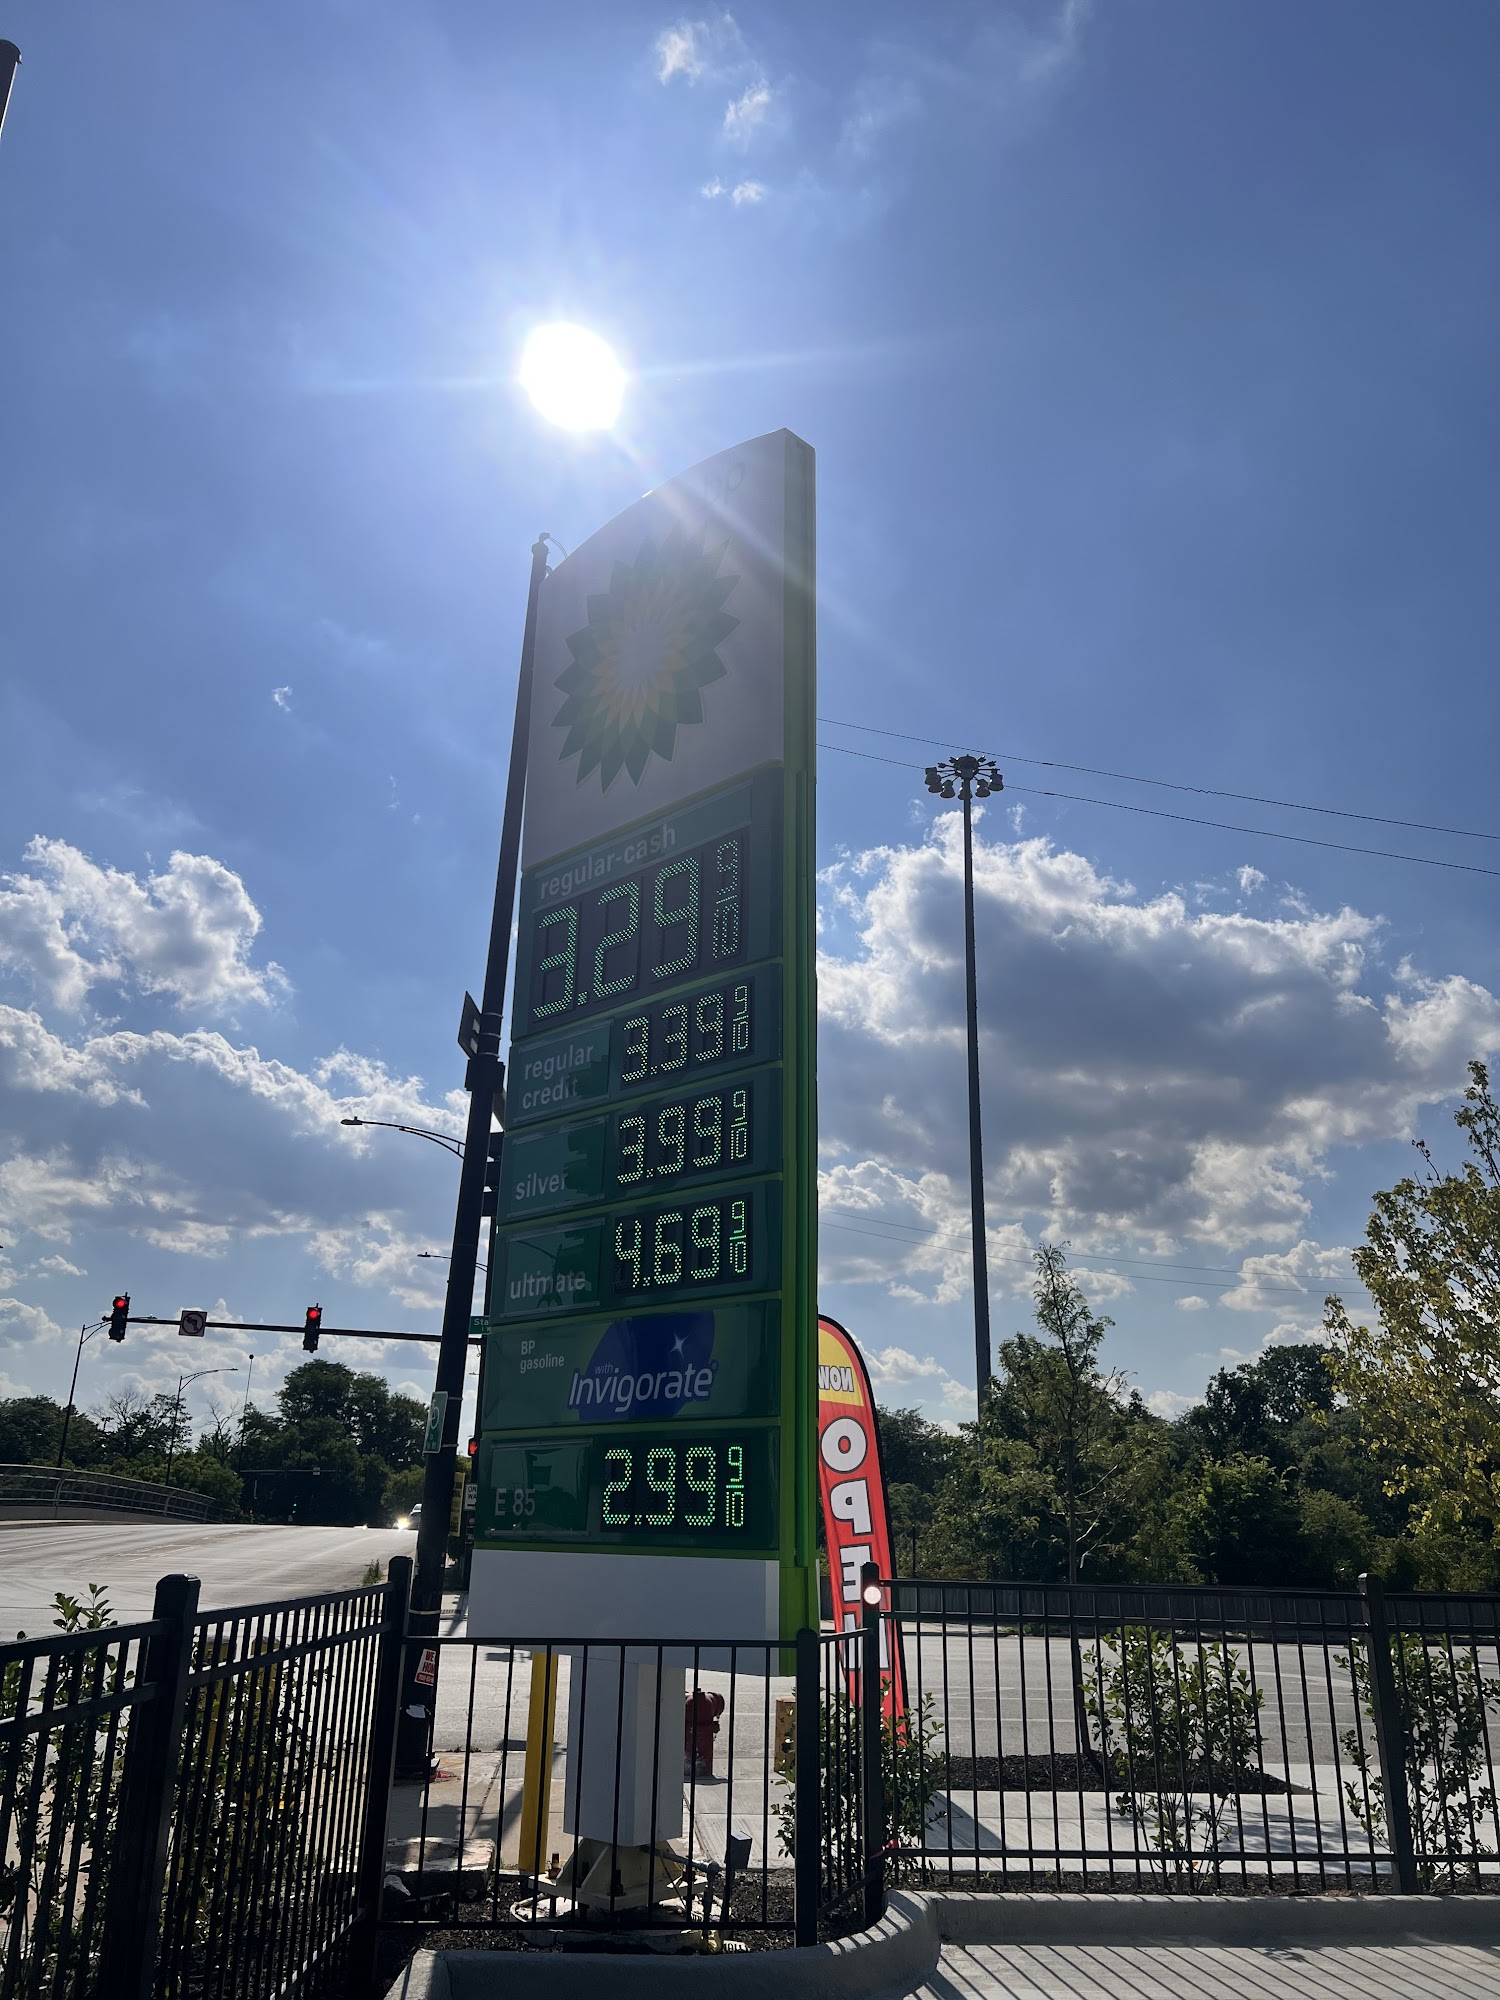 bp
regular-cash
3.29 9/10
regular
credit
3.39 9/10
silver
3.99 9/10
ultimate
4.69 9/10
BP
gasoline
with
Invigorate®
E 85
2.99 9/10
NOW
OPEN